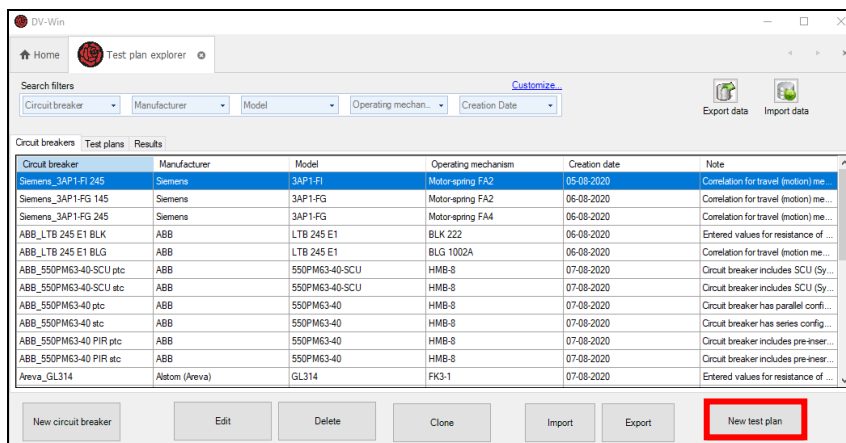 DV-Win
Home Test plan explorer
Search filters Customize...
Circuit breaker Manufacturer Model Operating mechan... Creation Date
Export data Import data
Circuit breakers Test plans Results
Circuit breaker Manufacturer Model Operating mechanism Creation date Note
Siemens_3AP1-FI 245 Siemens 3AP1-FI Motor-spring FA2 05-08-2020 Correlation for travel (motion) me...
Siemens_3AP1-FG 145 Siemens 3AP1-FG Motor-spring FA2 06-08-2020 Correlation for travel (motion) me...
Siemens_3AP1-FG 245 Siemens 3AP1-FG Motor-spring FA4 06-08-2020 Correlation for travel (motion) me...
ABB_LTB 245 E1 BLK ABB LTB 245 E1 BLK 222 06-08-2020 Entered values for resistance of ...
ABB_LTB 245 E1 BLG ABB LTB 245 E1 BLG 1002A 06-08-2020 Correlation for travel (motion me...
ABB_550PM63-40-SCU ptc ABB 550PM63-40-SCU HMB-8 07-08-2020 Circuit breaker includes SCU (Sy...
ABB_550PM63-40-SCU stc ABB 550PM63-40-SCU HMB-8 07-08-2020 Circuit breaker includes SCU (Sy...
ABB_550PM63-40 ptc ABB 550PM63-40 HMB-8 07-08-2020 Circuit breaker has parallel confi...
ABB_550PM63-40 stc ABB 550PM63-40 HMB-8 07-08-2020 Circuit breaker has series config...
ABB_550PM63-40 PIR ptc ABB 550PM63-40 HMB-8 07-08-2020 Circuit breaker includes pre-inser...
ABB_550PM63-40 PIR stc ABB 550PM63-40 HMB-8 07-08-2020 Circuit breaker includes pre-inesr...
Areva_GL314 Alstom (Areva) GL314 FK3-1 07-08-2020 Entered values for resistance of ...
New circuit breaker Edit Delete Clone Import Export New test plan